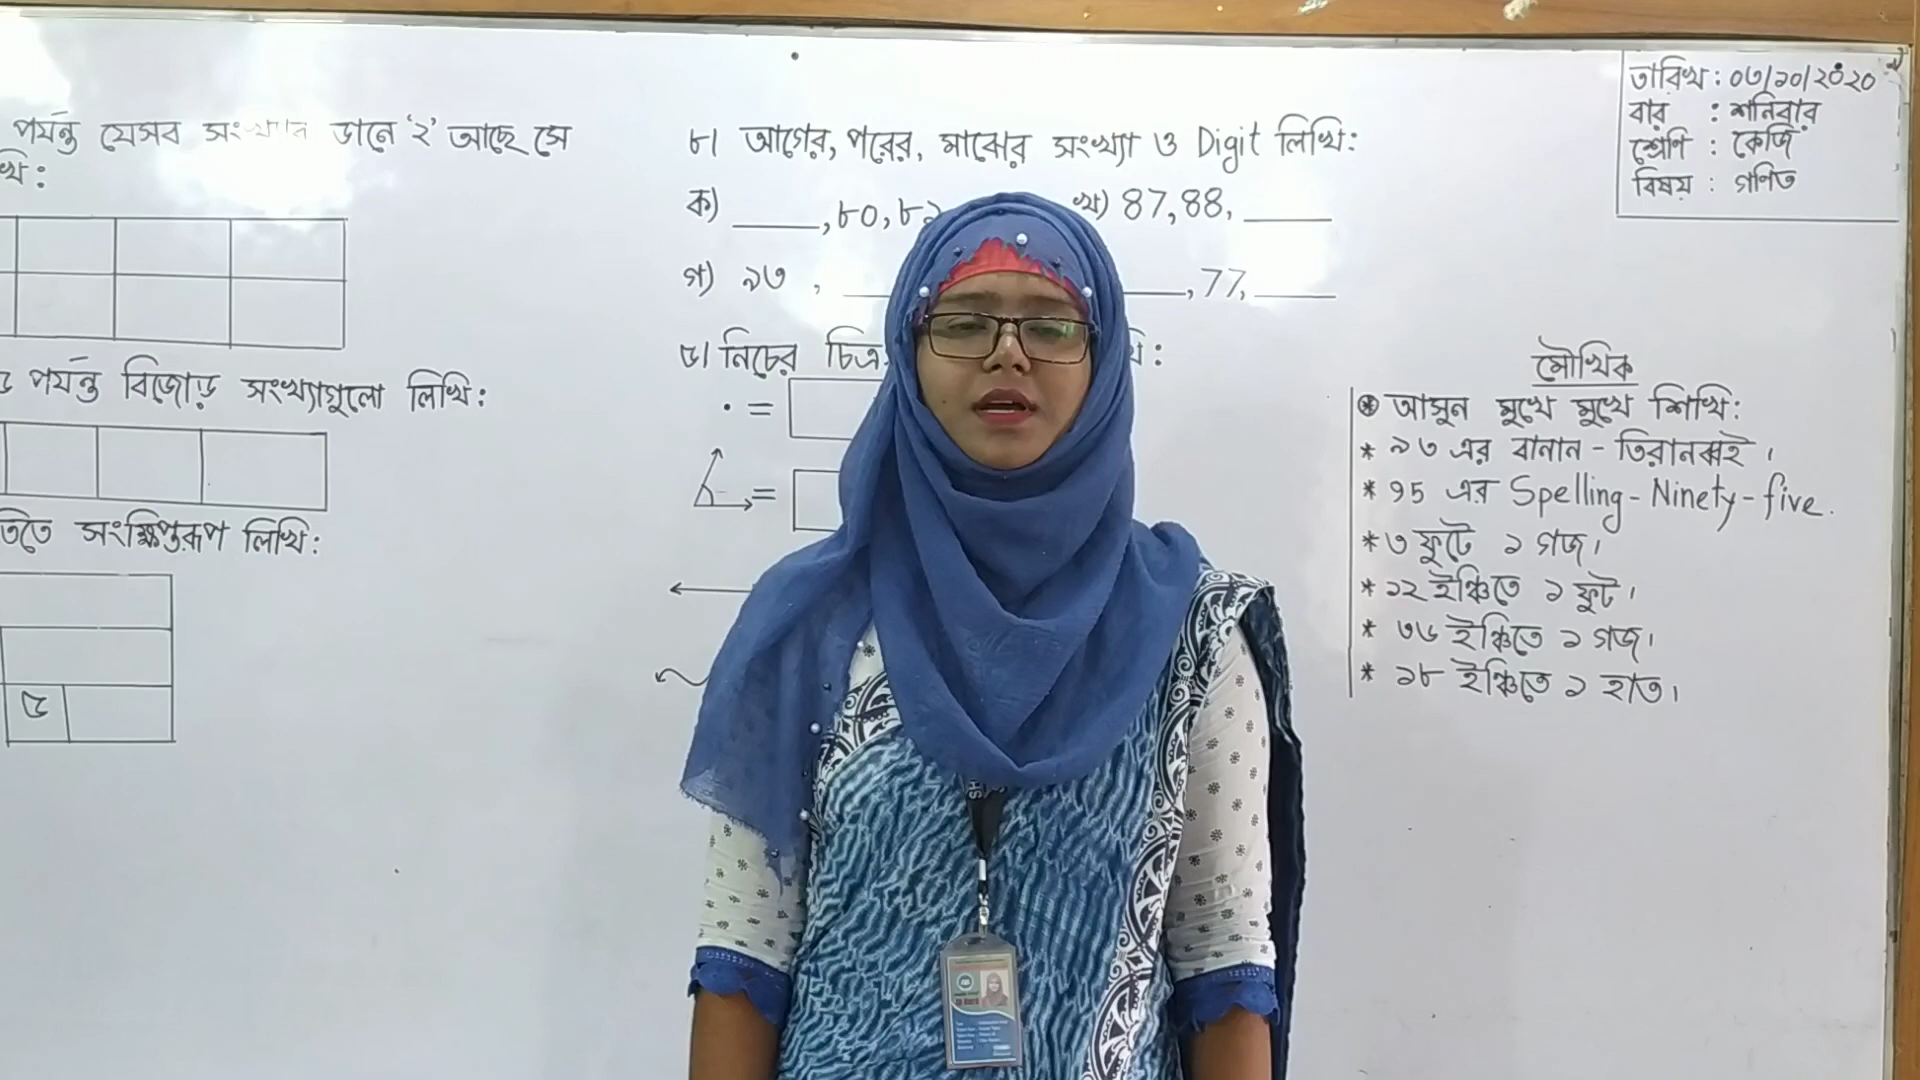 পর্যন্ত যেসব সংখ্যার ডানে '২' আছে সে
খি:
পর্যন্ত বিজোড় সংখ্যাগুলো লিখি:
তিতে সংক্ষিপ্তরূপ লিখি:
৫
৮। আগের, পরের, মাঝের সংখ্যা ও Digit লিখি:
ক) ____, ৮০, ৮১
খ) 87, 88, ____
গ) ৯৩ , ____
____, 77, ____
নিচের চিত্র
খি:
=
=
তারিখ : ০৩/১০/২০২০
বার : শনিবার
শ্রেণি : কেজি
বিষয় : গণিত
মৌখিক
আসুন মুখে মুখে শিখি:
* ৯৩ এর বানান - তিরানব্বই।
* 95 এর Spelling - Ninety-five.
* ৩ ফুটে ১ গজ।
* ১২ ইঞ্চিতে ১ ফুট।
* ৩৬ ইঞ্চিতে ১ গজ।
* ১৮ ইঞ্চিতে ১ হাত।